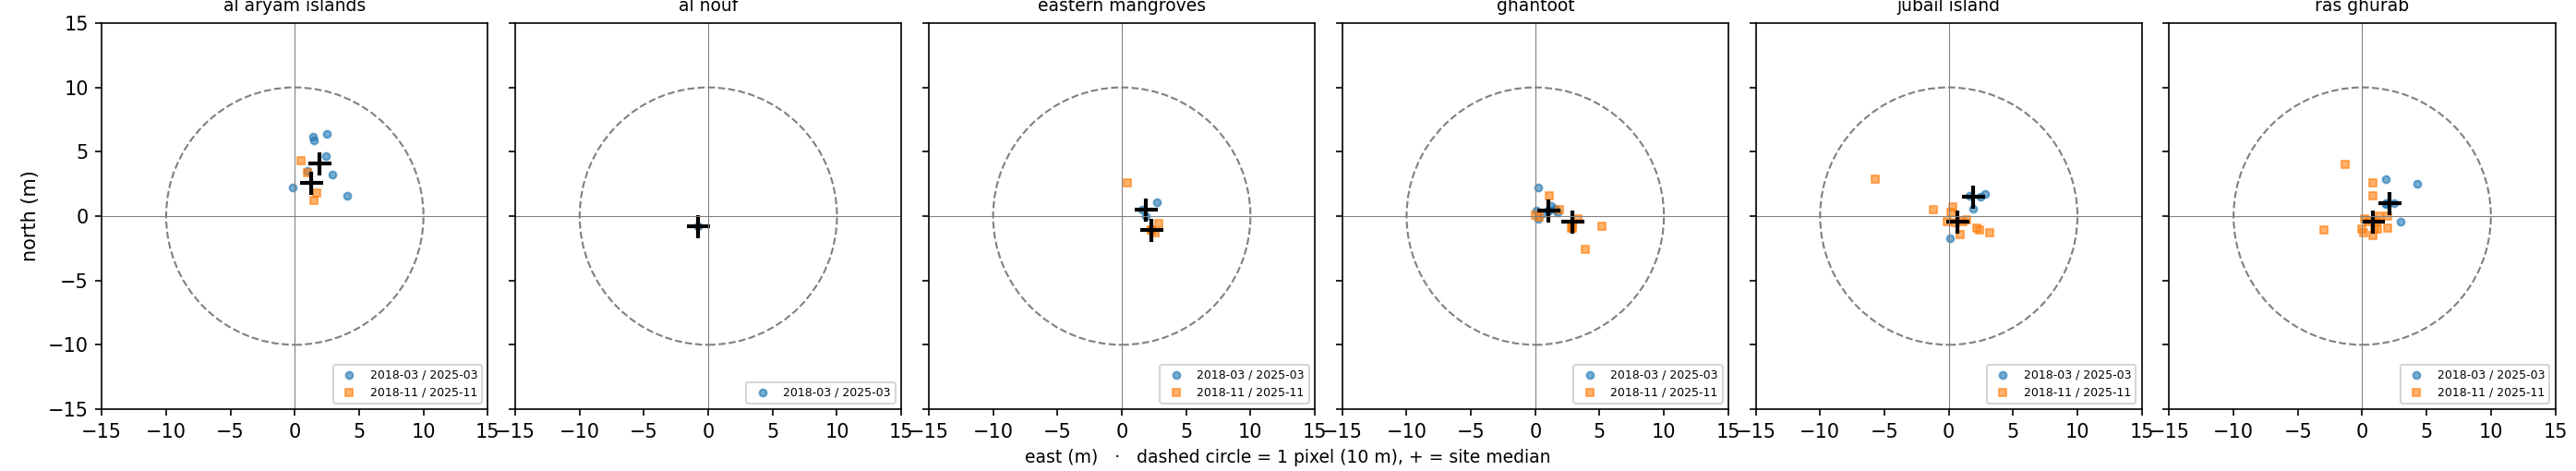 al aryam islands
al nouf
eastern mangroves
ghantoot
jubail island
ras ghurab
15
10
5
0
−5
−10
−15
north (m)
2018-03 / 2025-03
2018-11 / 2025-11
2018-03 / 2025-03
2018-03 / 2025-03
2018-11 / 2025-11
2018-03 / 2025-03
2018-11 / 2025-11
2018-03 / 2025-03
2018-11 / 2025-11
2018-03 / 2025-03
2018-11 / 2025-11
−15 −10 −5 0 5 10 15
−15 −10 −5 0 5 10 15
−15 −10 −5 0 5 10 15
−15 −10 −5 0 5 10 15
−15 −10 −5 0 5 10 15
−15 −10 −5 0 5 10 15
east (m) · dashed circle = 1 pixel (10 m), + = site median